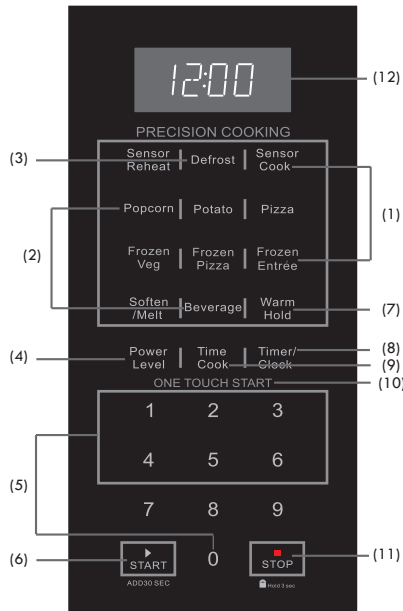 12:00
(12)
PRECISION COOKING
(3)
Sensor Reheat
Defrost
Sensor Cook
(1)
Popcorn
Potato
Pizza
(2)
Frozen Veg
Frozen Pizza
Frozen Entrée
Soften /Melt
Beverage
Warm Hold
(7)
(4)
Power Level
Time Cook
Timer/ Clock
(8)
(9)
ONE TOUCH START
(10)
1 2 3
4 5 6
(5)
7 8 9
(6)
START
0
STOP
(11)
ADD30 SEC
Hold 3 sec